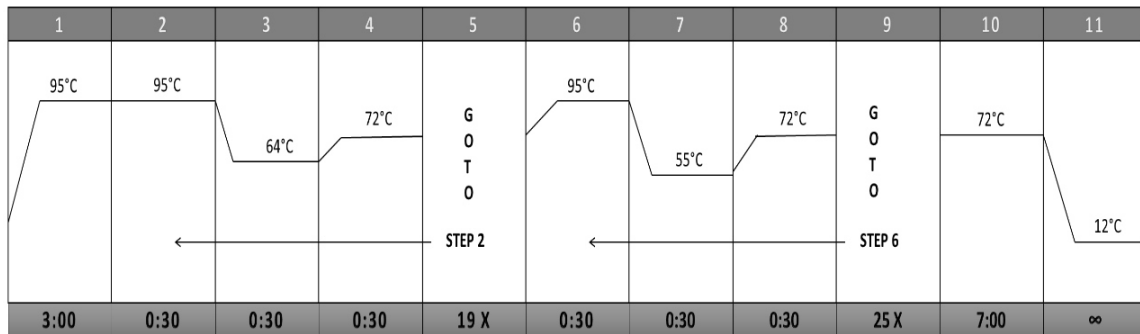 1 2 3 4 5 6 7 8 9 10 11
95°C 95°C 64°C 72°C GOTO 95°C 55°C 72°C GOTO 72°C 12°C
STEP 2 STEP 6
3:00 0:30 0:30 0:30 19 X 0:30 0:30 0:30 25 X 7:00 ∞